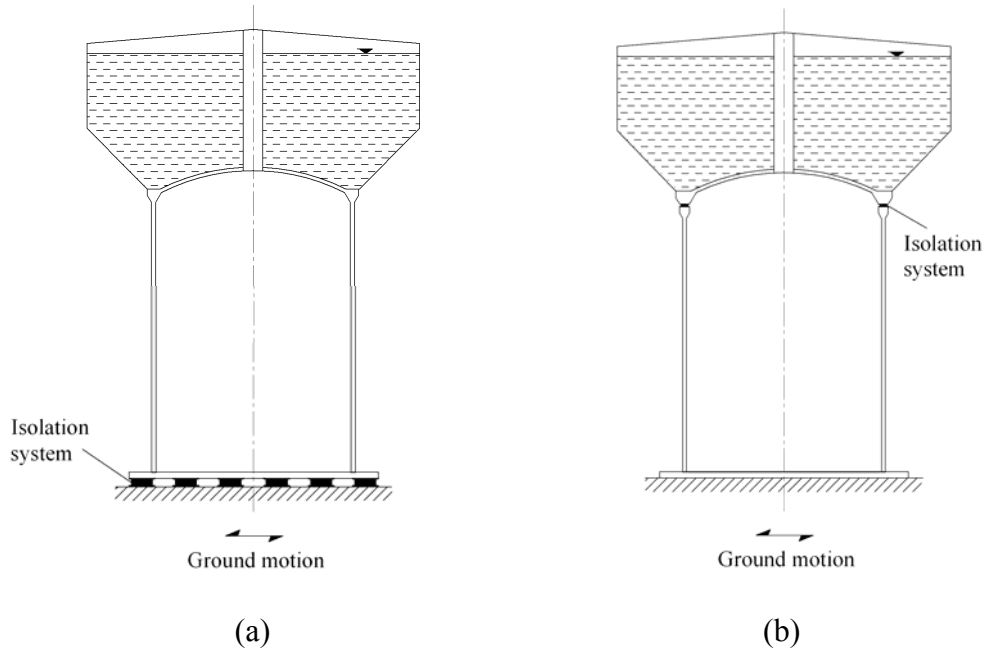 Isolation
system
Ground motion
(a)
Isolation
system
Ground motion
(b)